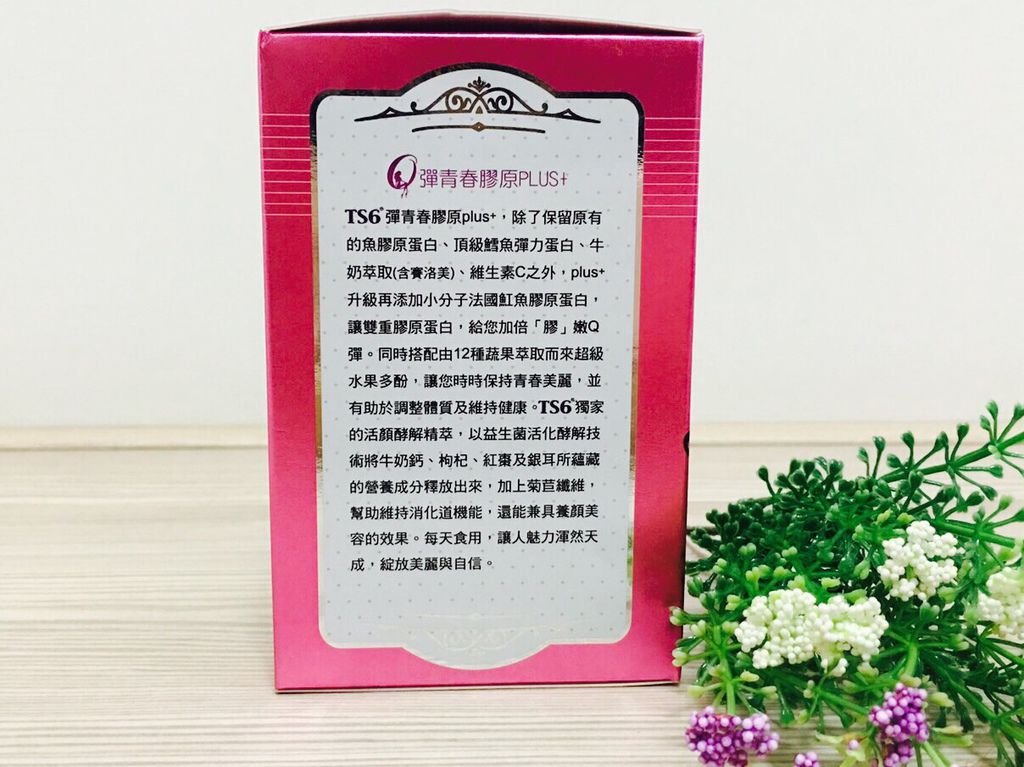 彈青春膠原PLUS+
TS6®彈青春膠原plus+，除了保留原有
的魚膠原蛋白、頂級鱈魚彈力蛋白、牛
奶萃取(含賽洛美)、維生素C之外，plus+
升級再添加小分子法國魟魚膠原蛋白，
讓雙重膠原蛋白，給您加倍「膠」嫩Q
彈。同時搭配由12種蔬果萃取而來超級
水果多酚，讓您時時保持青春美麗，並
有助於調整體質及維持健康。TS6®獨家
的活顏酵解精萃，以益生菌活化酵解技
術將牛奶鈣、枸杞、紅棗及銀耳所蘊藏
的營養成分釋放出來，加上菊苣纖維，
幫助維持消化道機能，還能兼具養顏美
容的效果。每天食用，讓人魅力渾然天
成，綻放美麗與自信。